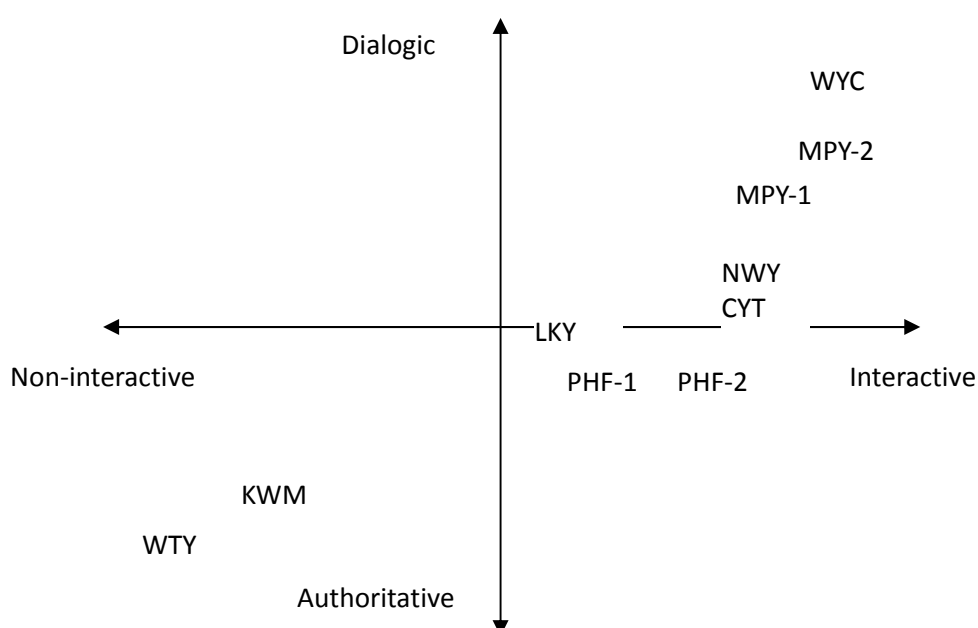 Dialogic
WYC
MPY-2
MPY-1
NWY
CYT
LKY
Non-interactive
PHF-1 PHF-2
Interactive
KWM
WTY
Authoritative